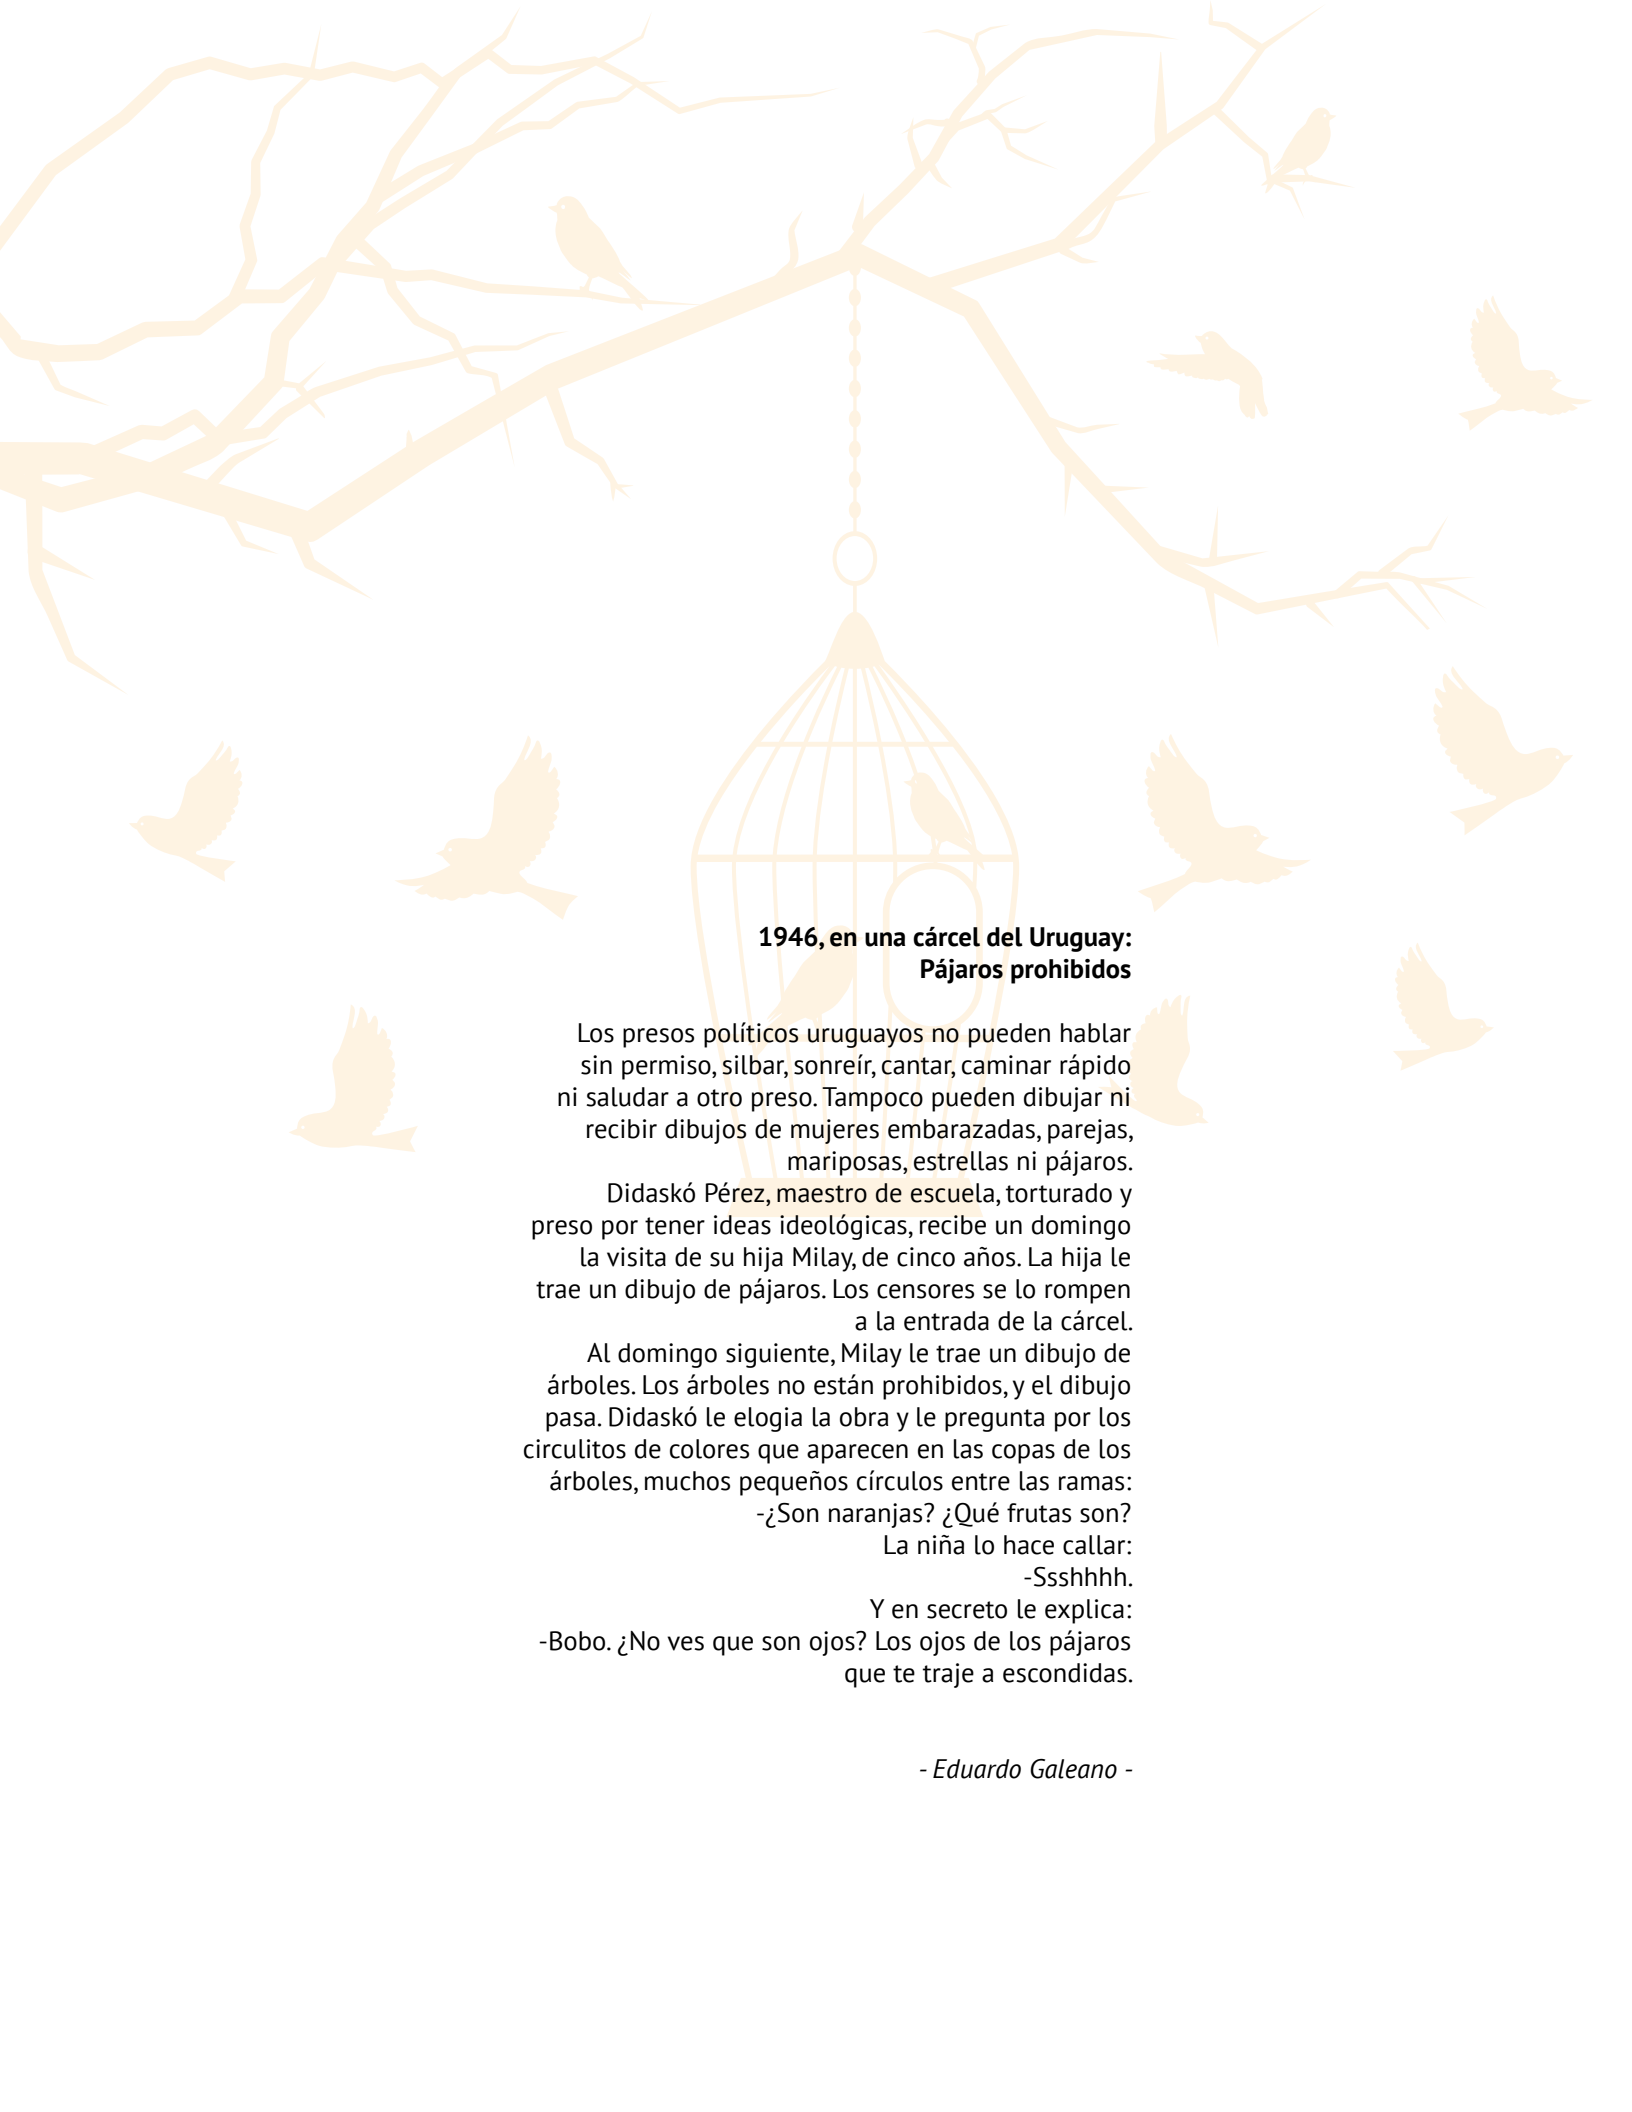 1946, en una cárcel del Uruguay:
Pájaros prohibidos
Los presos políticos uruguayos no pueden hablar
sin permiso, silbar, sonreír, cantar, caminar rápido
ni saludar a otro preso. Tampoco pueden dibujar ni
recibir dibujos de mujeres embarazadas, parejas,
mariposas, estrellas ni pájaros.
Didaskó Pérez, maestro de escuela, torturado y
preso por tener ideas ideológicas, recibe un domingo
la visita de su hija Milay, de cinco años. La hija le
trae un dibujo de pájaros. Los censores se lo rompen
a la entrada de la cárcel.
Al domingo siguiente, Milay le trae un dibujo de
árboles. Los árboles no están prohibidos, y el dibujo
pasa. Didaskó le elogia la obra y le pregunta por los
circulitos de colores que aparecen en las copas de los
árboles, muchos pequeños círculos entre las ramas:
-¿Son naranjas? ¿Qué frutas son?
La niña lo hace callar:
-Ssshhhh.
Y en secreto le explica:
-Bobo. ¿No ves que son ojos? Los ojos de los pájaros
que te traje a escondidas.
- Eduardo Galeano -